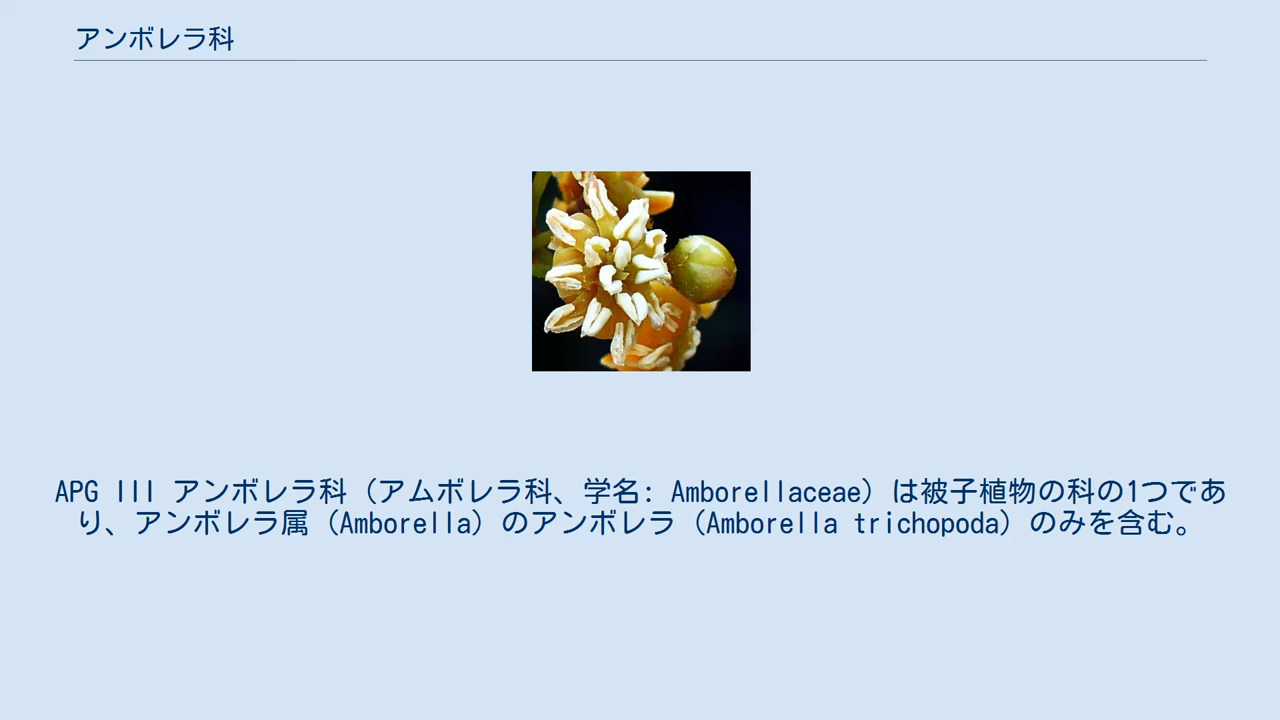 アンボレラ科
APG III アンボレラ科（アムボレラ科、学名: Amborellaceae）は被子植物の科の1つであ
り、アンボレラ属（Amborella）のアンボレラ（Amborella trichopoda）のみを含む。